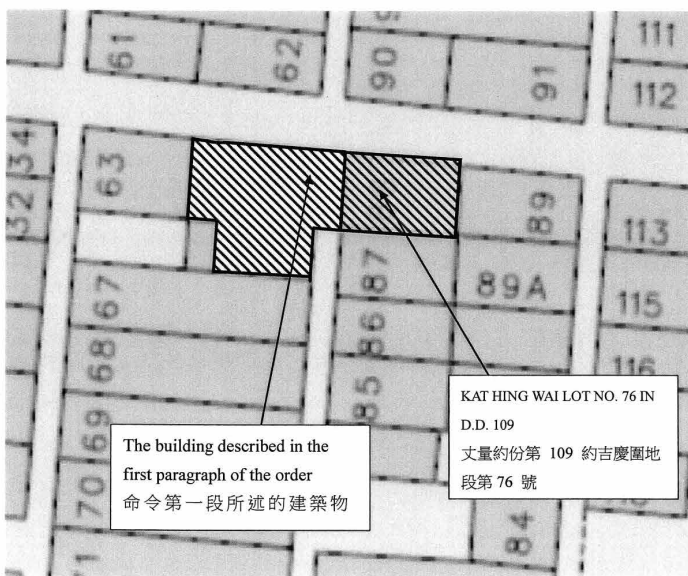 61
62
90
91
111
112
34
32
63
89
113
67
87
89A
115
68
86
116
69
85
70
84
71
The building described in the
first paragraph of the order
命令第一段所述的建築物
KAT HING WAI LOT NO. 76 IN
D.D. 109
丈量約份第 109 約吉慶圍地
段第 76 號